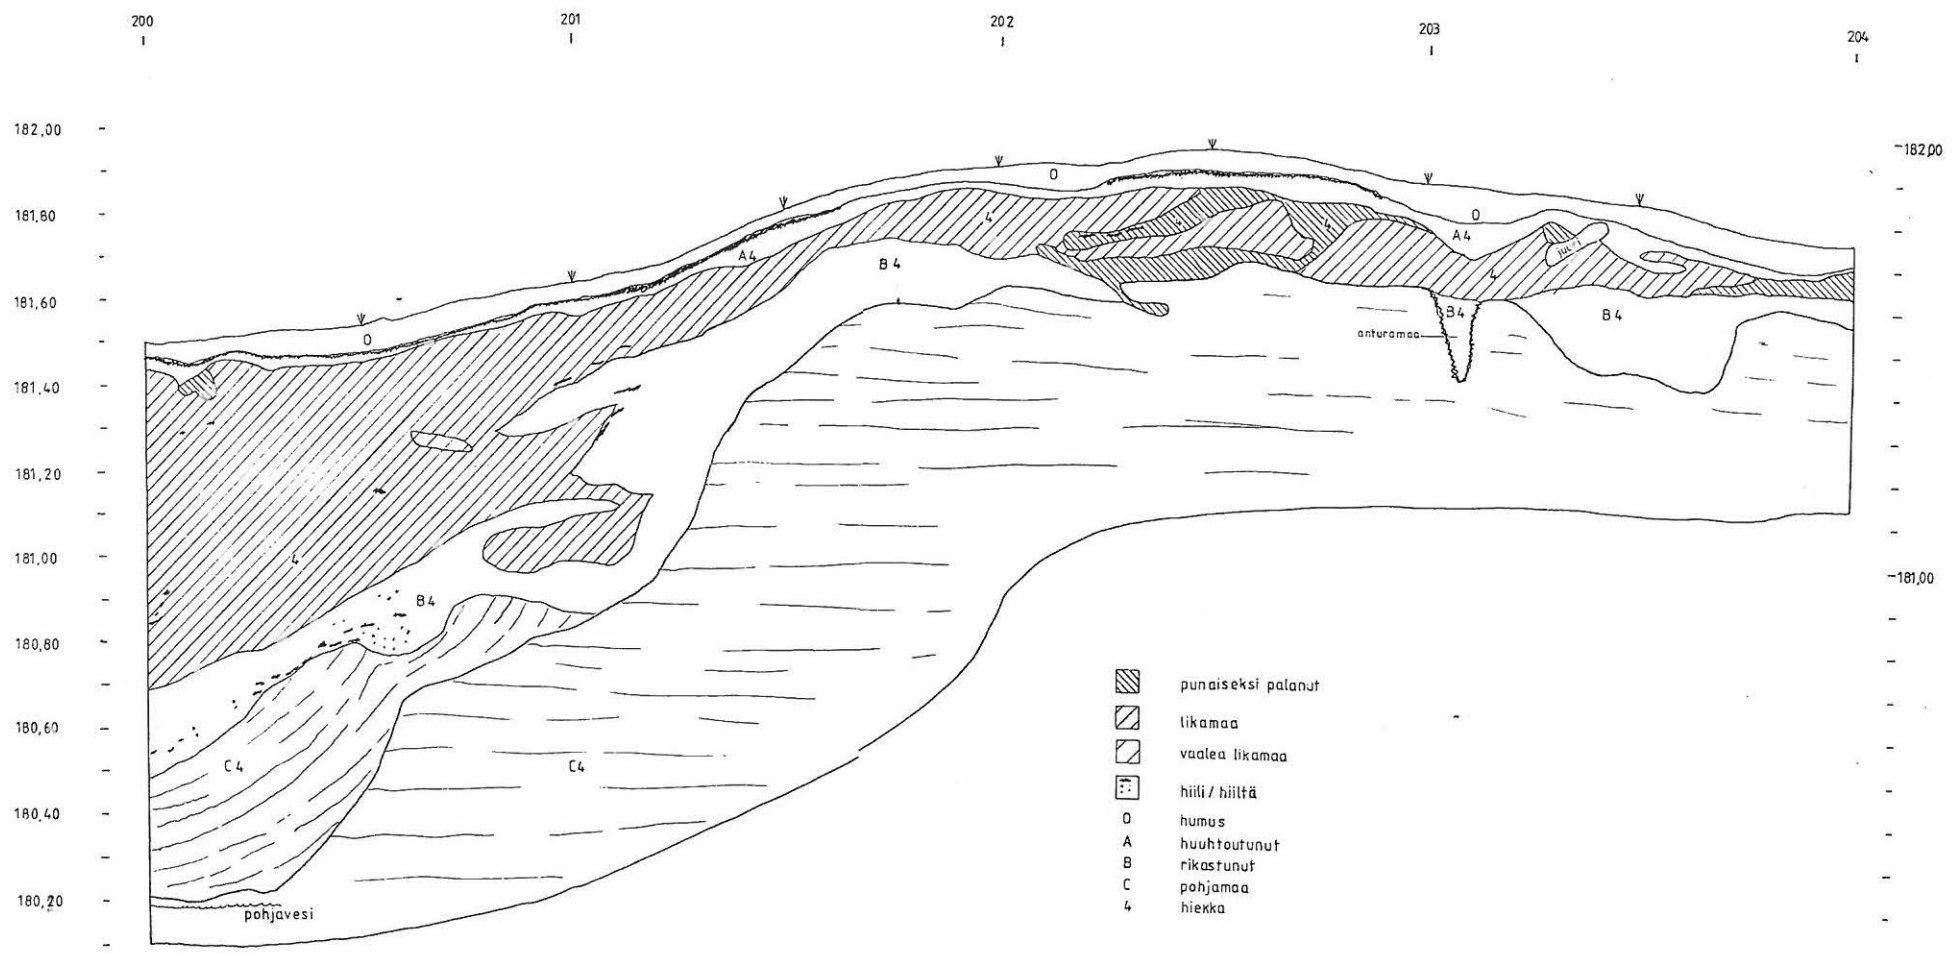 200 201 202 203 204
182,00
181,80
181,60
181,40
181,20
181,00
180,80
180,60
180,40
180,20
182,00
181,00
O
O
O
A4
A4
4
4
4
4
4
B4
B4
B4
B4
juuri
anturamaa
C4
C4
pohjavesi
punaiseksi palanut
likamaa
vaalea likamaa
hiili / hiiltä
O humus
A huuhtoutunut
B rikastunut
C pohjamaa
4 hiekka